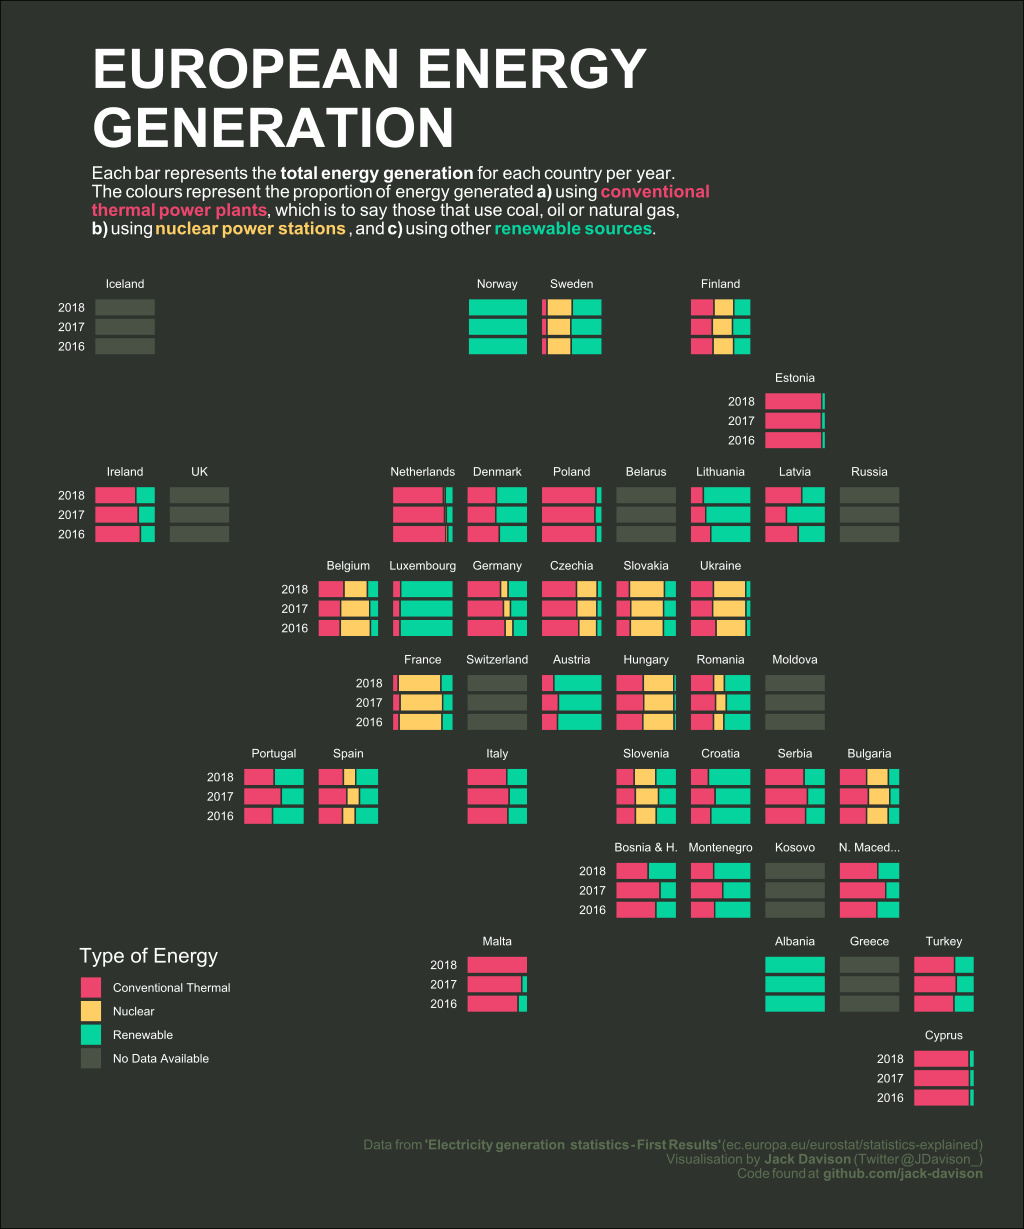 EUROPEAN ENERGY
GENERATION
Each bar represents the total energy generation for each country per year.
The colours represent the proportion of energy generated a) using conventional
thermal power plants, which is to say those that use coal, oil or natural gas,
b) using nuclear power stations , and c) using other renewable sources.
Iceland Norway Sweden Finland
2018
2017
2016
Estonia
2018
2017
2016
Ireland UK Netherlands Denmark Poland Belarus Lithuania Latvia Russia
2018
2017
2016
Belgium Luxembourg Germany Czechia Slovakia Ukraine
2018
2017
2016
France Switzerland Austria Hungary Romania Moldova
2018
2017
2016
Portugal Spain Italy Slovenia Croatia Serbia Bulgaria
2018
2017
2016
Bosnia & H. Montenegro Kosovo N. Maced...
2018
2017
2016
Malta Albania Greece Turkey
2018
2017
2016
Cyprus
2018
2017
2016
Type of Energy
Conventional Thermal
Nuclear
Renewable
No Data Available
Data from 'Electricity generation statistics - First Results' (ec.europa.eu/eurostat/statistics-explained)
Visualisation by Jack Davison (Twitter @JDavison_)
Code found at github.com/jack-davison